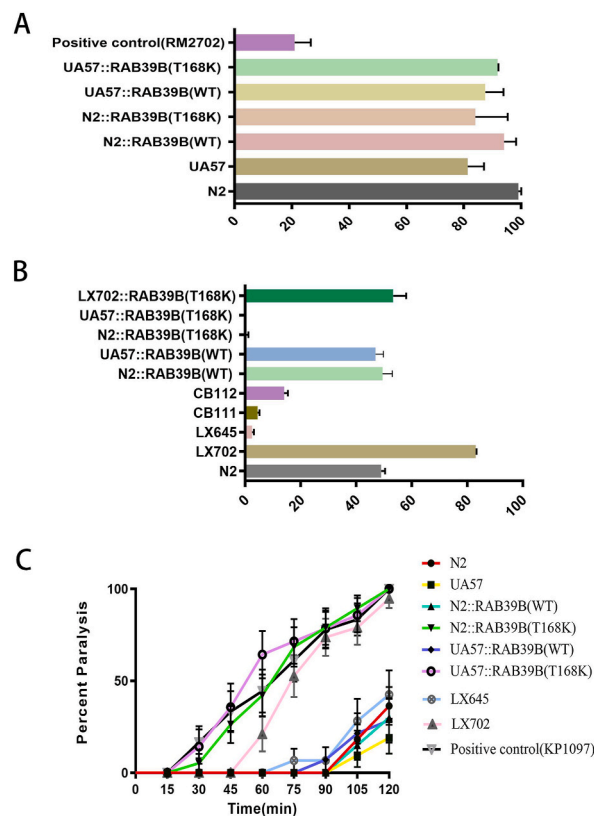 A
Positive control(RM2702)
UA57::RAB39B(T168K)
UA57::RAB39B(WT)
N2::RAB39B(T168K)
N2::RAB39B(WT)
UA57
N2
0 20 40 60 80 100
B
LX702::RAB39B(T168K)
UA57::RAB39B(T168K)
N2::RAB39B(T168K)
UA57::RAB39B(WT)
N2::RAB39B(WT)
CB112
CB111
LX645
LX702
N2
0 20 40 60 80 100
C
Percent Paralysis
100
50
0
0 15 30 45 60 75 90 105 120
Time(min)
N2
UA57
N2::RAB39B(WT)
N2::RAB39B(T168K)
UA57::RAB39B(WT)
UA57::RAB39B(T168K)
LX645
LX702
Positive control(KP1097)